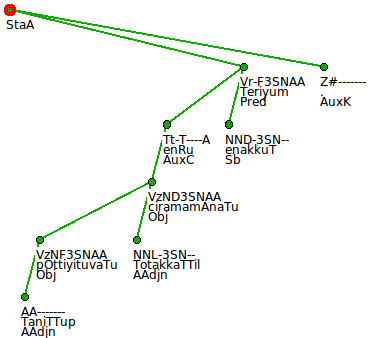 StaA
Vr-F3SNAA
Teriyum
Pred
Z#-------
.
AuxK
Tt-T----A
enRu
AuxC
NND-3SN--
enakkuT
Sb
VzND3SNAA
ciramamAnaTu
Obj
VzNF3SNAA
pOttiyituvaTu
Obj
NNL-3SN--
TotakkaTTil
AAdjn
AA-------
TaniTTup
AAdjn